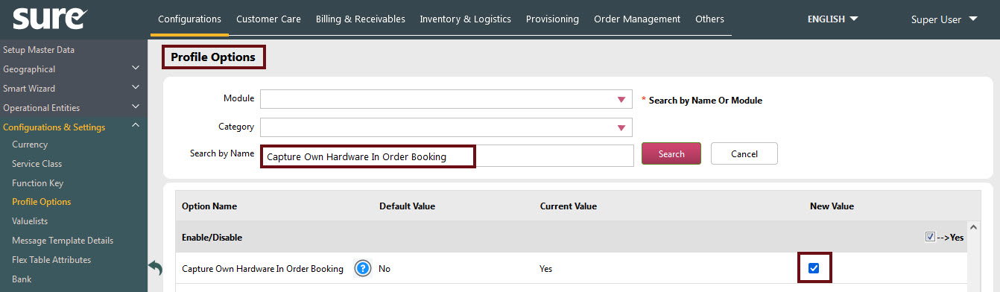 sure
Configurations Customer Care Billing & Receivables Inventory & Logistics Provisioning Order Management Others ENGLISH Super User
Setup Master Data
Geographical
Smart Wizard
Operational Entities
Configurations & Settings
Currency
Service Class
Function Key
Profile Options
Valuelists
Message Template Details
Flex Table Attributes
Bank
Profile Options
Module * Search by Name Or Module
Category
Search by Name Capture Own Hardware In Order Booking Search Cancel
Option Name Default Value Current Value New Value
Enable/Disable -->Yes
Capture Own Hardware In Order Booking ? No Yes